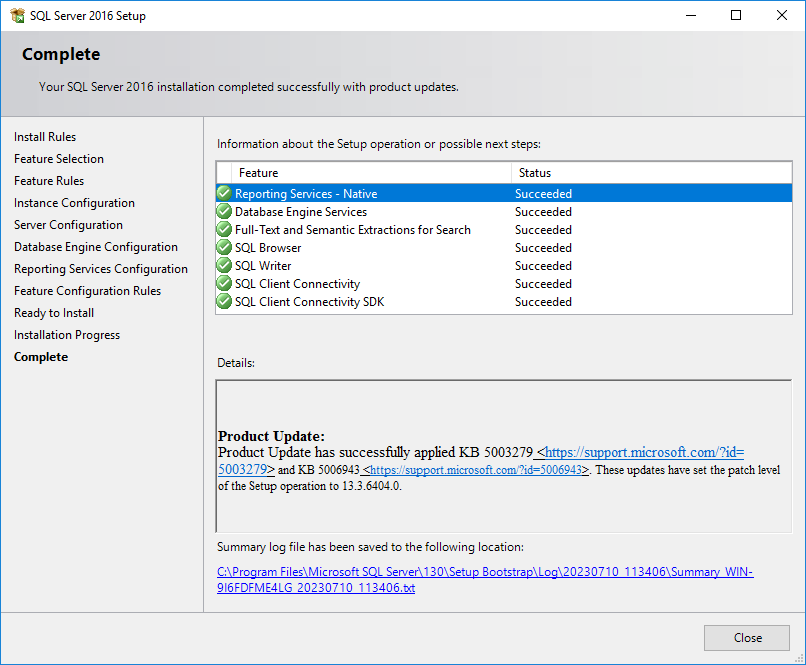 SQL Server 2016 Setup
Complete
Your SQL Server 2016 installation completed successfully with product updates.
Install Rules
Feature Selection
Feature Rules
Instance Configuration
Server Configuration
Database Engine Configuration
Reporting Services Configuration
Feature Configuration Rules
Ready to Install
Installation Progress
Complete
Information about the Setup operation or possible next steps:
Feature Status
Reporting Services - Native Succeeded
Database Engine Services Succeeded
Full-Text and Semantic Extractions for Search Succeeded
SQL Browser Succeeded
SQL Writer Succeeded
SQL Client Connectivity Succeeded
SQL Client Connectivity SDK Succeeded
Details:
Product Update:
Product Update has successfully applied KB 5003279 <https://support.microsoft.com/?id=
5003279> and KB 5006943 <https://support.microsoft.com/?id=5006943>. These updates have set the patch level
of the Setup operation to 13.3.6404.0.
Summary log file has been saved to the following location:
C:\Program Files\Microsoft SQL Server\130\Setup Bootstrap\Log\20230710_113406\Summary_WIN-
9I6FDFME4LG_20230710_113406.txt
Close